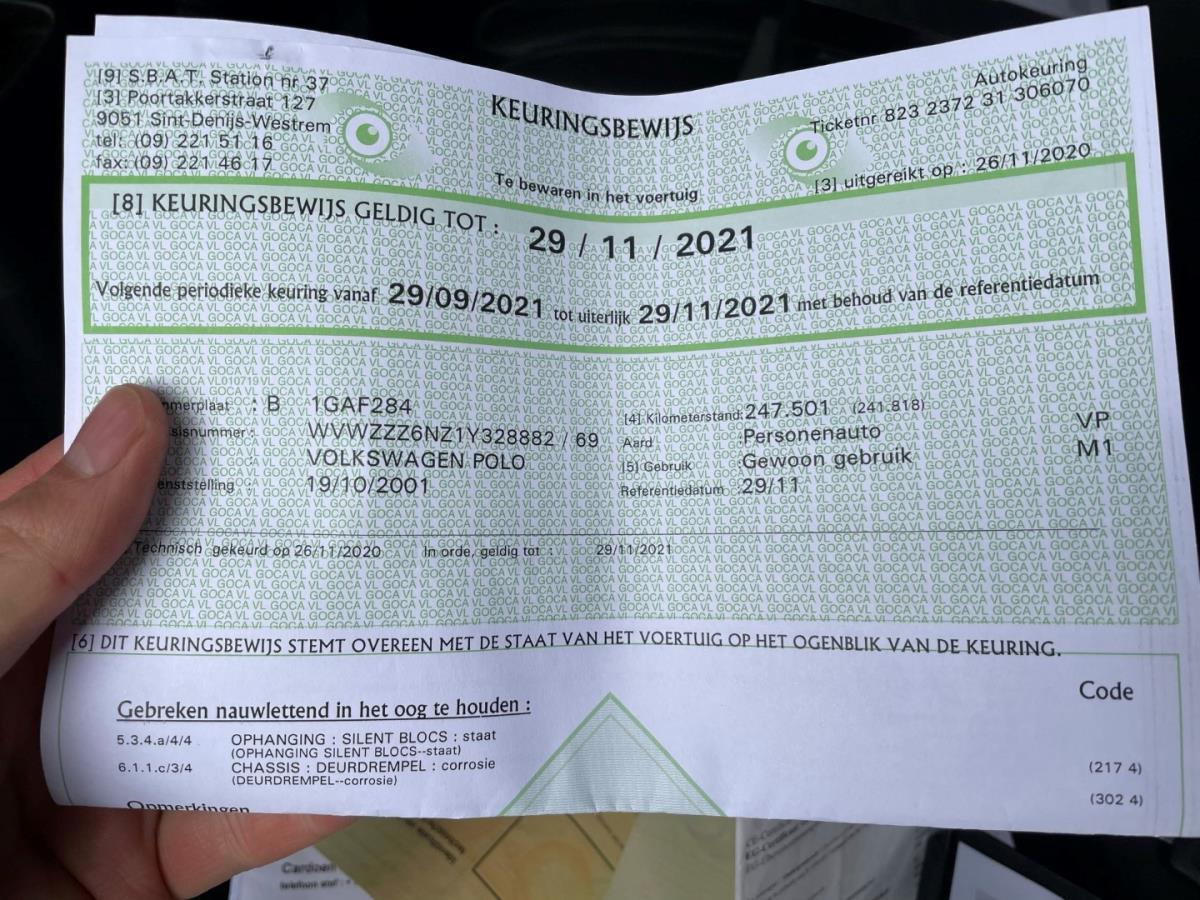 [9] S.B.A.T. Station nr 37
[3] Poortakkerstraat 127
9051 Sint-Denijs-Westrem
tel: (09) 221 51 16
fax: (09) 221 46 17
KEURINGSBEWIJS
Te bewaren in het voertuig
Autokeuring
Ticketnr 823 2372 31 306070
[3] uitgereikt op : 26/11/2020
[8] KEURINGSBEWIJS GELDIG TOT : 29 / 11 / 2021
Volgende periodieke keuring vanaf 29/09/2021 tot uiterlijk 29/11/2021 met behoud van de referentiedatum
: B 1GAF284
: WVWZZZ6NZ1Y328882 / 69
VOLKSWAGEN POLO
: 19/10/2001
[4] Kilometerstand: 247.501 (241.818)
Aard :Personenauto
[5] Gebruik :Gewoon gebruik
Referentiedatum :29/11
VP
M1
Technisch gekeurd op 26/11/2020 In orde, geldig tot : 29/11/2021
[6] DIT KEURINGSBEWIJS STEMT OVEREEN MET DE STAAT VAN HET VOERTUIG OP HET OGENBLIK VAN DE KEURING.
Code
Gebreken nauwlettend in het oog te houden :
5.3.4.a/4/4 OPHANGING : SILENT BLOCS : staat
(OPHANGING SILENT BLOCS--staat)
(217 4)
6.1.1.c/3/4 CHASSIS : DEURDREMPEL : corrosie
(DEURDREMPEL--corrosie)
(302 4)
Opmerkingen